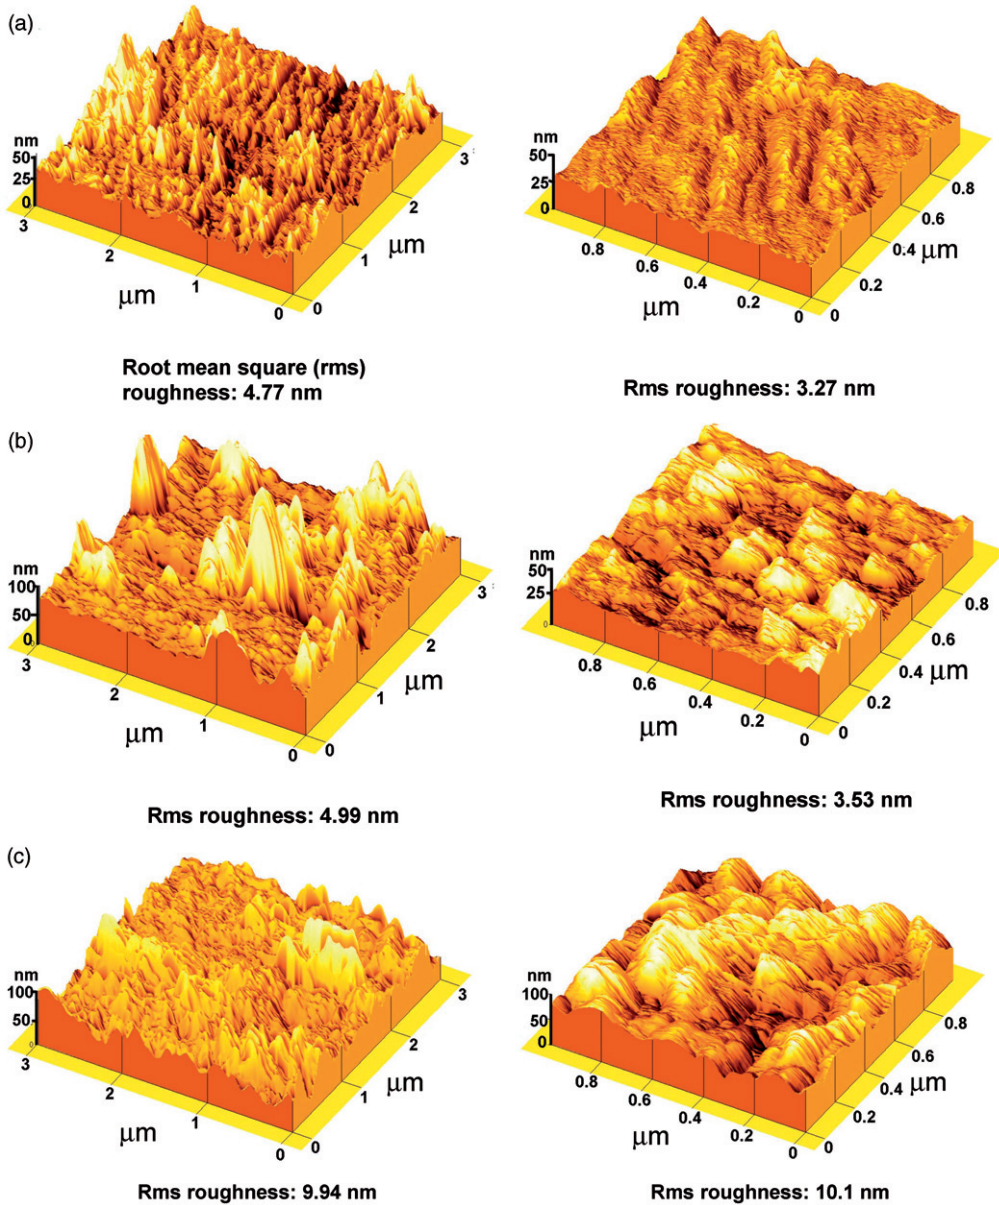 (a)
nm
50
25
0
3
2
1
0
μm
0
1
2
3
μm
nm
50
25
0
0.8
0.6
0.4
0.2
0
μm
0
0.2
0.4
0.6
0.8
μm
Root mean square (rms)
roughness: 4.77 nm
Rms roughness: 3.27 nm
(b)
nm
100
50
0
3
2
1
0
μm
0
1
2
3
μm
nm
50
25
0
0.8
0.6
0.4
0.2
0
μm
0
0.2
0.4
0.6
0.8
μm
Rms roughness: 4.99 nm
Rms roughness: 3.53 nm
(c)
nm
100
50
0
3
2
1
0
μm
0
1
2
3
μm
nm
100
50
0
0.8
0.6
0.4
0.2
0
μm
0
0.2
0.4
0.6
0.8
μm
Rms roughness: 9.94 nm
Rms roughness: 10.1 nm